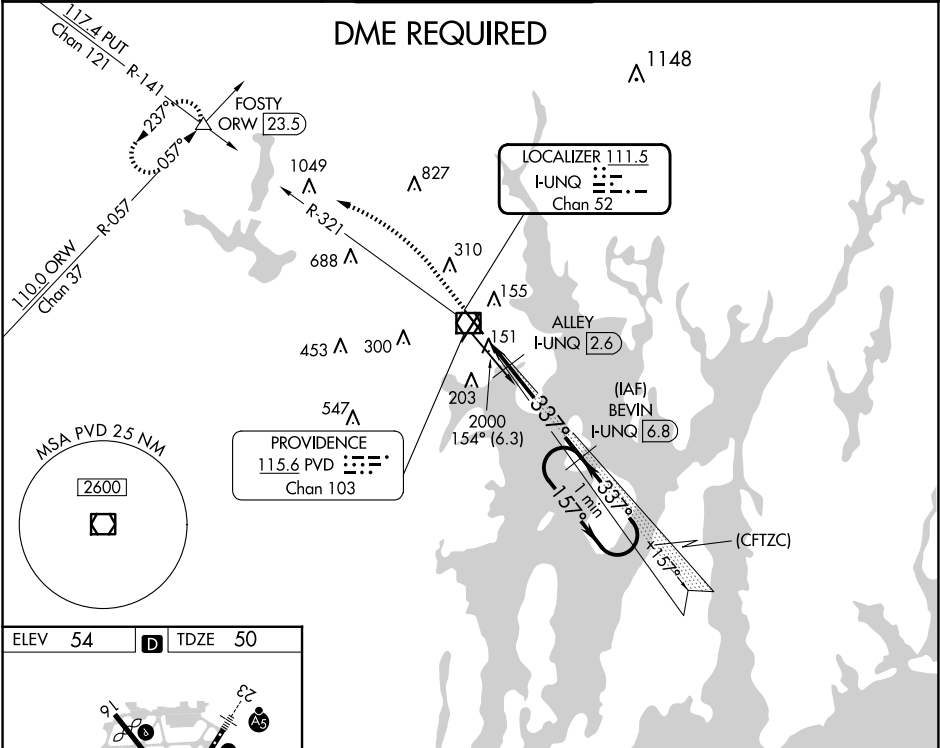 DME REQUIRED
117.4 PUT
Chan 121
R-141
1148
237°
FOSTY
ORW 23.5
057°
LOCALIZER 111.5
I-UNQ
Chan 52
1049
827
R-321
R-057
110.0 ORW
Chan 37
688
310
155
151
ALLEY
I-UNQ 2.6
453
300
203
2000
154° (6.3)
337°
(IAF)
BEVIN
I-UNQ 6.8
547
PROVIDENCE
115.6 PVD
Chan 103
MSA PVD 25 NM
2600
1 min
157°
337°
(CFTZC)
157°
ELEV 54
D
TDZE 50
16
23
A5